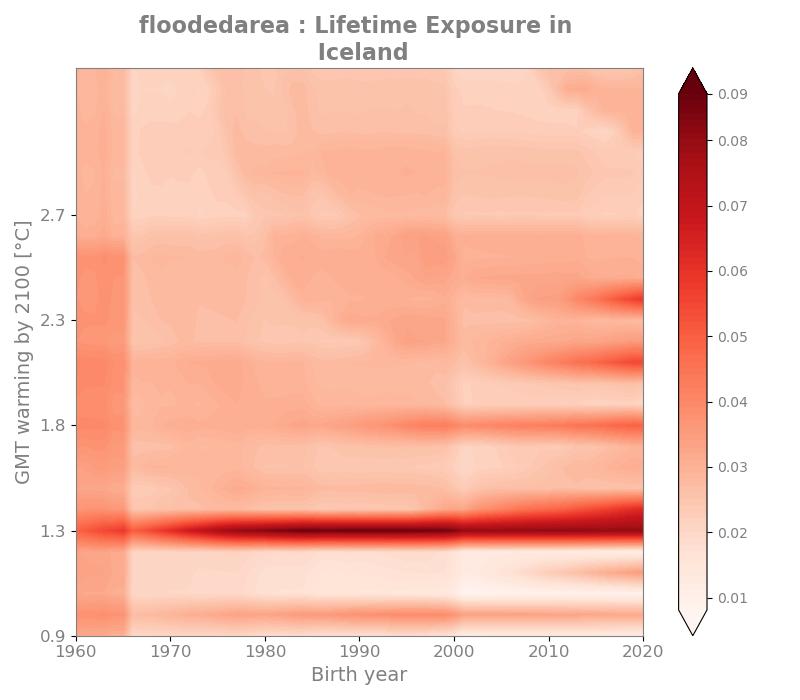 floodedarea : Lifetime Exposure in
Iceland
GMT warming by 2100 [°C]
2.7
2.3
1.8
1.3
0.9
1960 1970 1980 1990 2000 2010 2020
Birth year
0.09
0.08
0.07
0.06
0.05
0.04
0.03
0.02
0.01